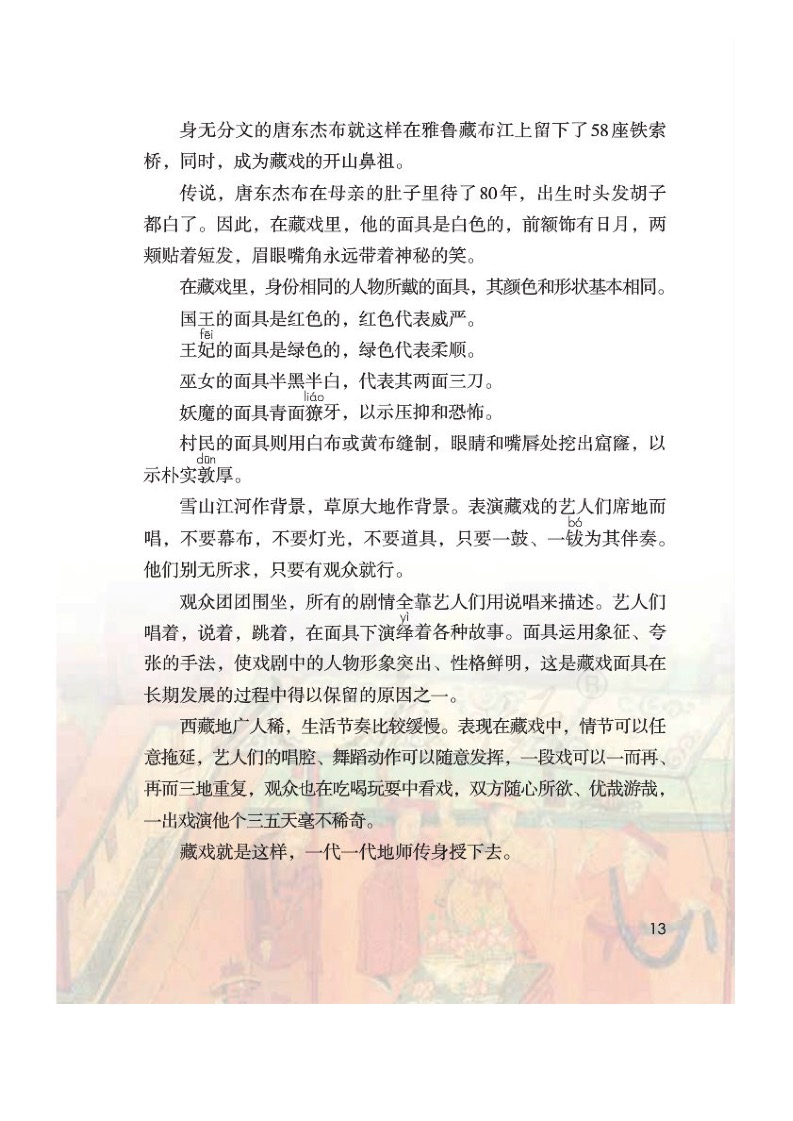 身无分文的唐东杰布就这样在雅鲁藏布江上留下了58座铁索
桥，同时，成为藏戏的开山鼻祖。
传说，唐东杰布在母亲的肚子里待了80年，出生时头发胡子
都白了。因此，在藏戏里，他的面具是白色的，前额饰有日月，两
颊贴着短发，眉眼嘴角永远带着神秘的笑。
在藏戏里，身份相同的人物所戴的面具，其颜色和形状基本相同。
国王的面具是红色的，红色代表威严。
fēi
王妃的面具是绿色的，绿色代表柔顺。
巫女的面具半黑半白，代表其两面三刀。
liáo
妖魔的面具青面獠牙，以示压抑和恐怖。
村民的面具则用白布或黄布缝制，眼睛和嘴唇处挖出窟窿，以
dūn
示朴实敦厚。
雪山江河作背景，草原大地作背景。表演藏戏的艺人们席地而
bó
唱，不要幕布，不要灯光，不要道具，只要一鼓、一钹为其伴奏。
他们别无所求，只要有观众就行。
观众团团围坐，所有的剧情全靠艺人们用说唱来描述。艺人们
yì
唱着，说着，跳着，在面具下演绎着各种故事。面具运用象征、夸
张的手法，使戏剧中的人物形象突出、性格鲜明，这是藏戏面具在
长期发展的过程中得以保留的原因之一。
西藏地广人稀，生活节奏比较缓慢。表现在藏戏中，情节可以任
意拖延，艺人们的唱腔、舞蹈动作可以随意发挥，一段戏可以一而再、
再而三地重复，观众也在吃喝玩耍中看戏，双方随心所欲、优哉游哉，
一出戏演他个三五天毫不稀奇。
藏戏就是这样，一代一代地师传身授下去。
13